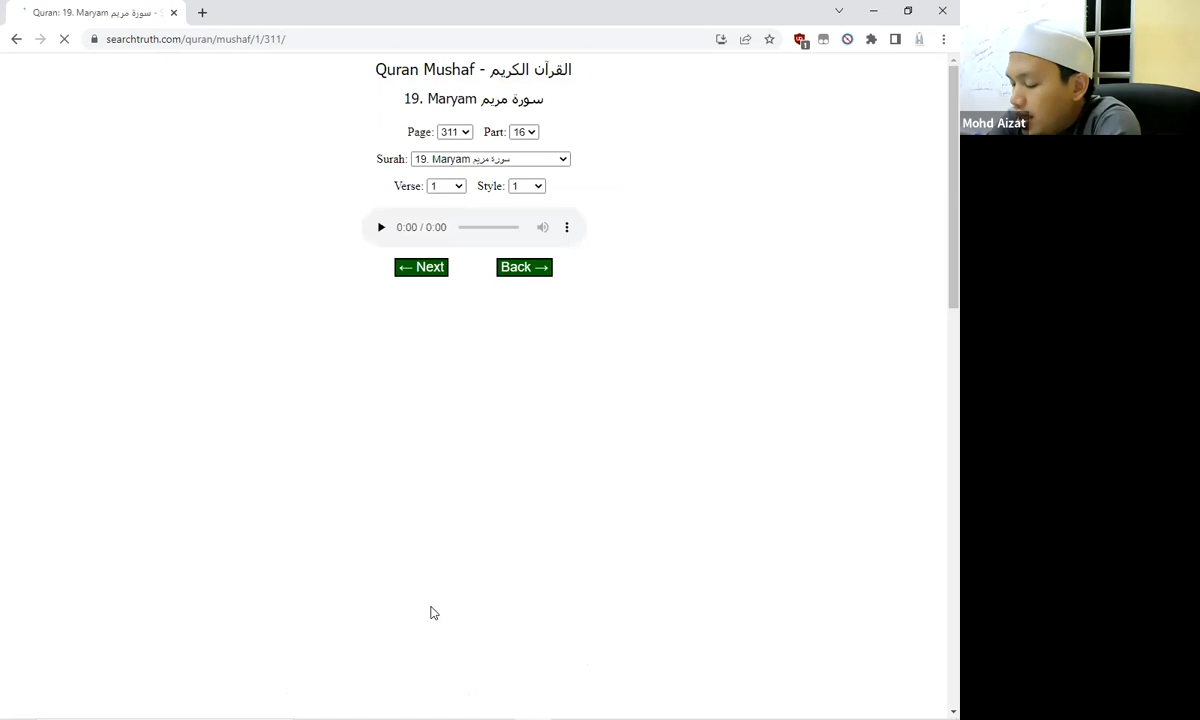 Quran: 19. Maryam سورة مريم - S
searchtruth.com/quran/mushaf/1/311/
1
Quran Mushaf - القرآن الكريم
19. Maryam سورة مريم
Page: 311 Part: 16
Surah: 19. Maryam سورة مريم
Verse: 1 Style: 1
0:00 / 0:00
← Next Back →
Mohd Aizat